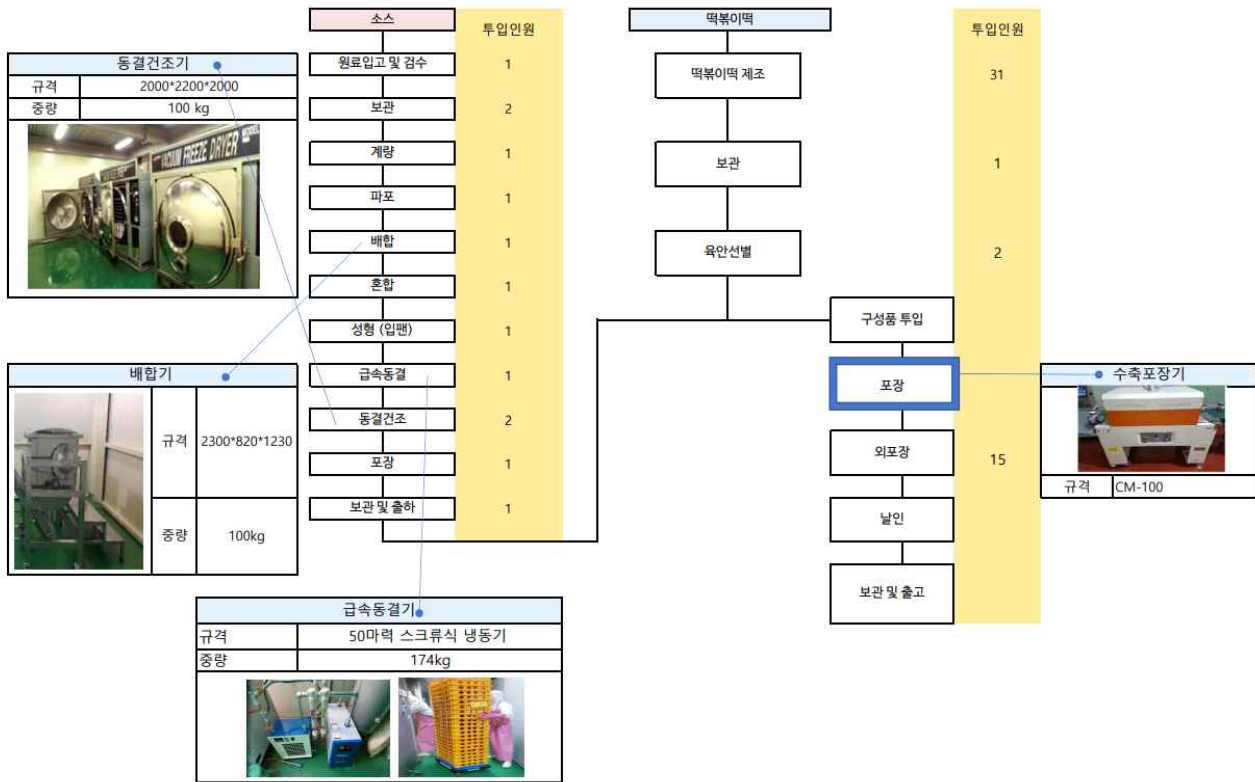 소스
투입인원
원료입고 및 검수
1
보관
2
계량
1
파포
1
배합
1
혼합
1
성형 (입팬)
1
급속동결
1
동결건조
2
포장
1
보관 및 출하
1
떡볶이떡
투입인원
떡볶이떡 제조
31
보관
1
육안선별
2
구성품 투입
포장
외포장
15
날인
보관 및 출고
동결건조기
규격 2000*2200*2000
중량 100 kg
VACUUM FREEZE DRYER
MODEL
배합기
규격 2300*820*1230
중량 100kg
급속동결기
규격 50마력 스크류식 냉동기
중량 174kg
수축포장기
규격 CM-100